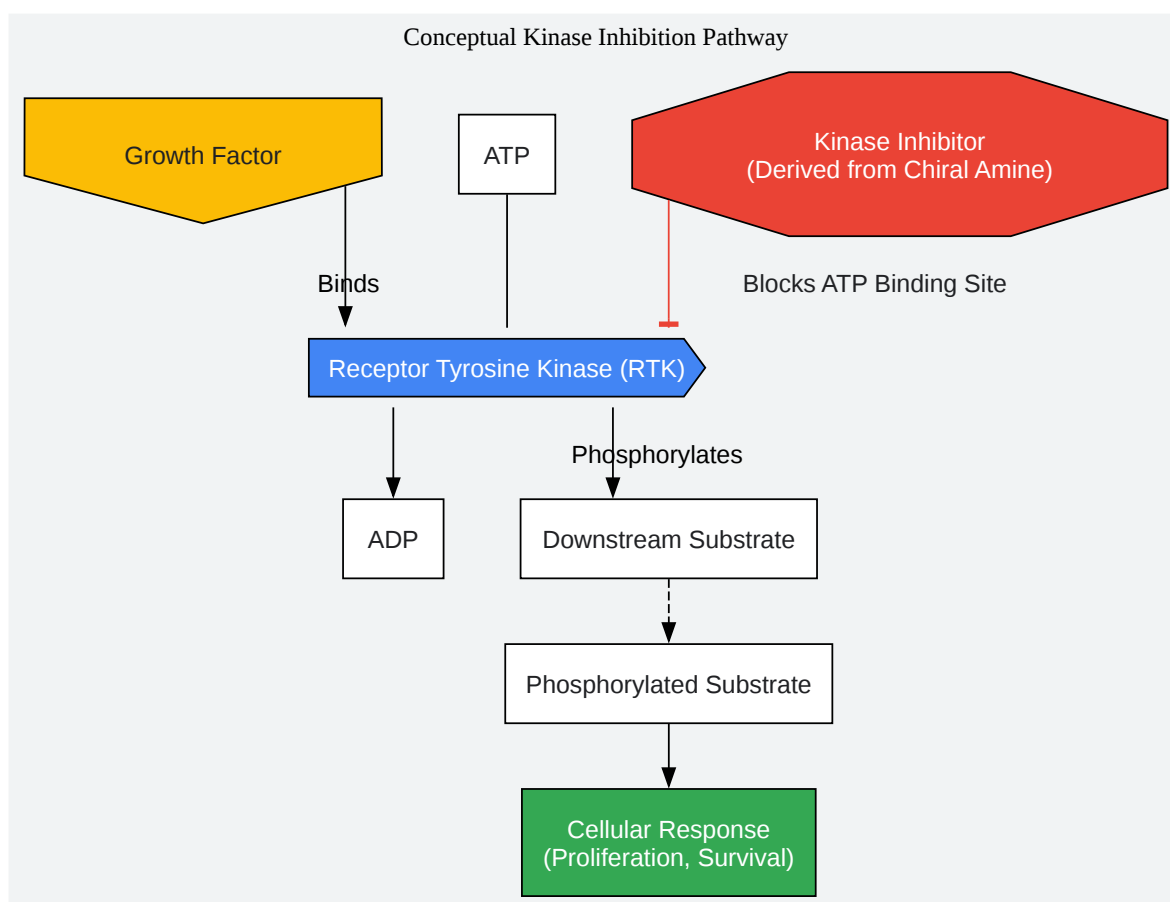 Conceptual Kinase Inhibition Pathway
Growth Factor
ATP
Kinase Inhibitor
(Derived from Chiral Amine)
Binds
Blocks ATP Binding Site
Receptor Tyrosine Kinase (RTK)
Phosphorylates
ADP
Downstream Substrate
Phosphorylated Substrate
Cellular Response
(Proliferation, Survival)